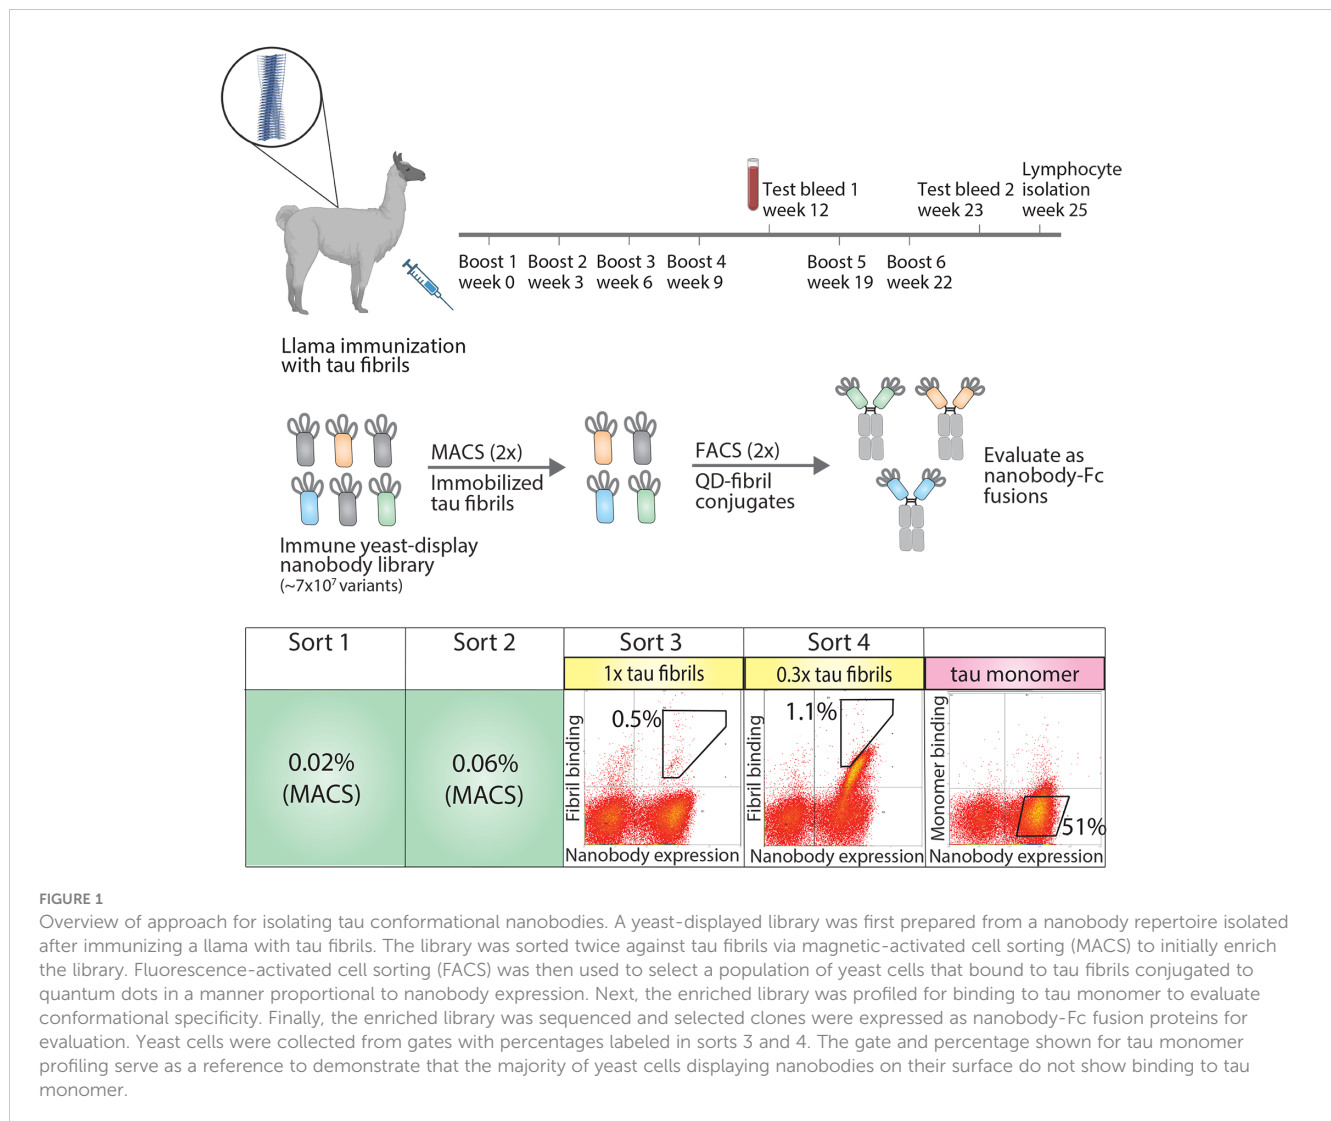 Test bleed 1
week 12
Test bleed 2
week 23
Lymphocyte
isolation
week 25
Boost 1
week 0
Boost 2
week 3
Boost 3
week 6
Boost 4
week 9
Boost 5
week 19
Boost 6
week 22
Llama immunization
with tau fibrils
MACS (2x)
Immobilized
tau fibrils
FACS (2x)
QD-fibril
conjugates
Evaluate as
nanobody-Fc
fusions
Immune yeast-display
nanobody library
(~7x10⁷ variants)
Sort 1
Sort 2
Sort 3
Sort 4
1x tau fibrils
0.3x tau fibrils
tau monomer
0.02%
(MACS)
0.06%
(MACS)
Fibril binding
0.5%
Nanobody expression
Fibril binding
1.1%
Nanobody expression
Monomer binding
51%
Nanobody expression
FIGURE 1
Overview of approach for isolating tau conformational nanobodies. A yeast-displayed library was first prepared from a nanobody repertoire isolated
after immunizing a llama with tau fibrils. The library was sorted twice against tau fibrils via magnetic-activated cell sorting (MACS) to initially enrich
the library. Fluorescence-activated cell sorting (FACS) was then used to select a population of yeast cells that bound to tau fibrils conjugated to
quantum dots in a manner proportional to nanobody expression. Next, the enriched library was profiled for binding to tau monomer to evaluate
conformational specificity. Finally, the enriched library was sequenced and selected clones were expressed as nanobody-Fc fusion proteins for
evaluation. Yeast cells were collected from gates with percentages labeled in sorts 3 and 4. The gate and percentage shown for tau monomer
profiling serve as a reference to demonstrate that the majority of yeast cells displaying nanobodies on their surface do not show binding to tau
monomer.